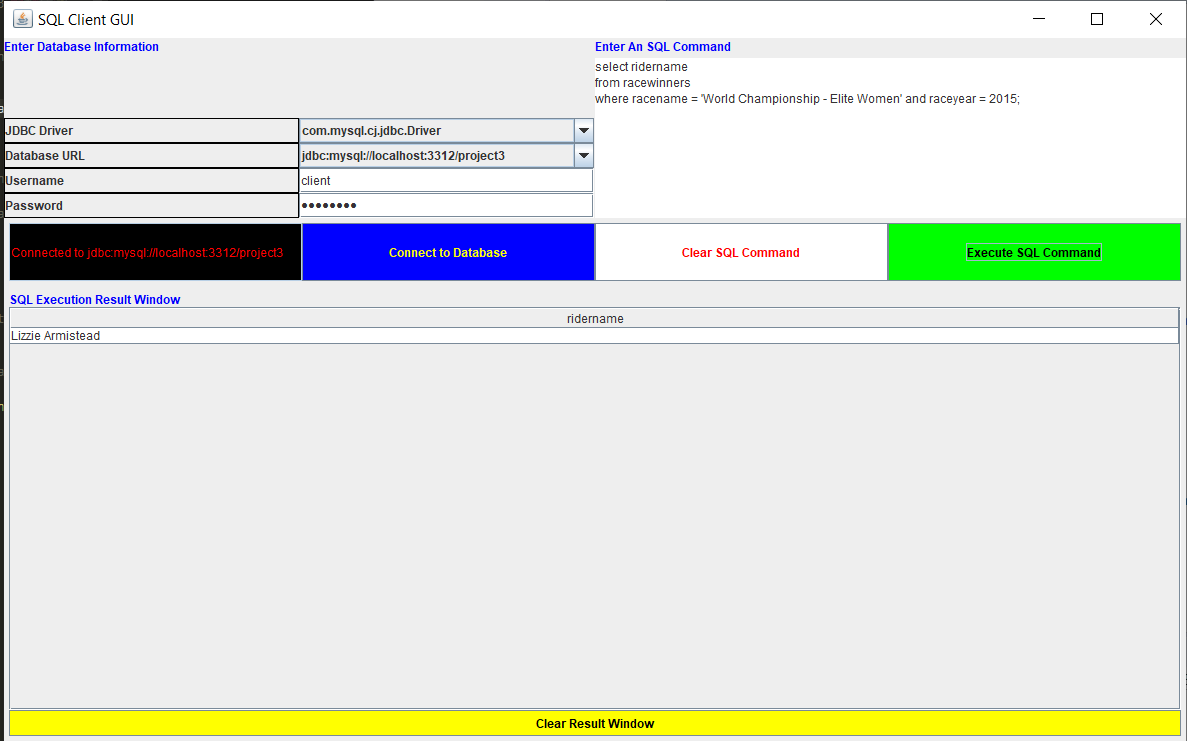 SQL Client GUI
Enter Database Information
Enter An SQL Command
select ridername
from racewinners
where racename = 'World Championship - Elite Women' and raceyear = 2015;
JDBC Driver
com.mysql.cj.jdbc.Driver
Database URL
jdbc:mysql://localhost:3312/project3
Username
client
Password
••••••••
Connected to jdbc:mysql://localhost:3312/project3
Connect to Database
Clear SQL Command
Execute SQL Command
SQL Execution Result Window
ridername
Lizzie Armistead
Clear Result Window